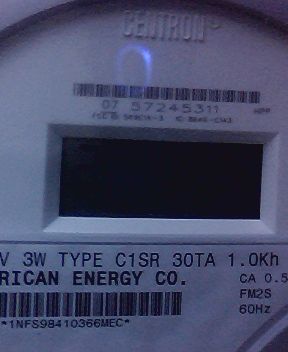 CENTRON
07 57245311
V 3W TYPE C1SR 30TA 1.0Kh
RICAN ENERGY CO.
CA 0.5
FM2S
60Hz
*1NFS98410366MEC*